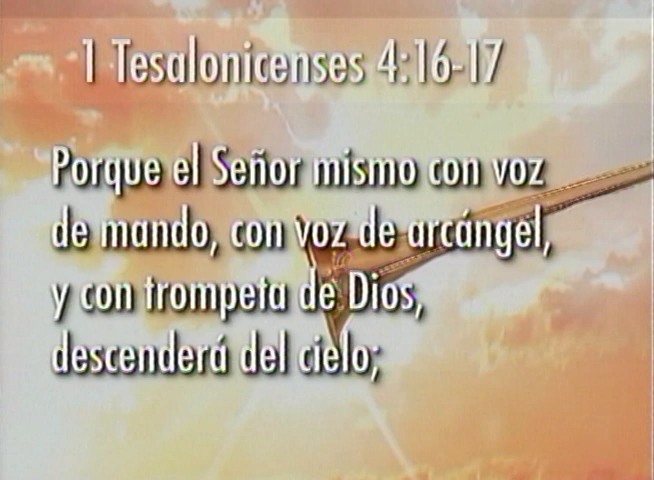 1 Tesalonicenses 4:16-17
Porque el Señor mismo con voz
de mando, con voz de arcángel,
y con trompeta de Dios,
descenderá del cielo;